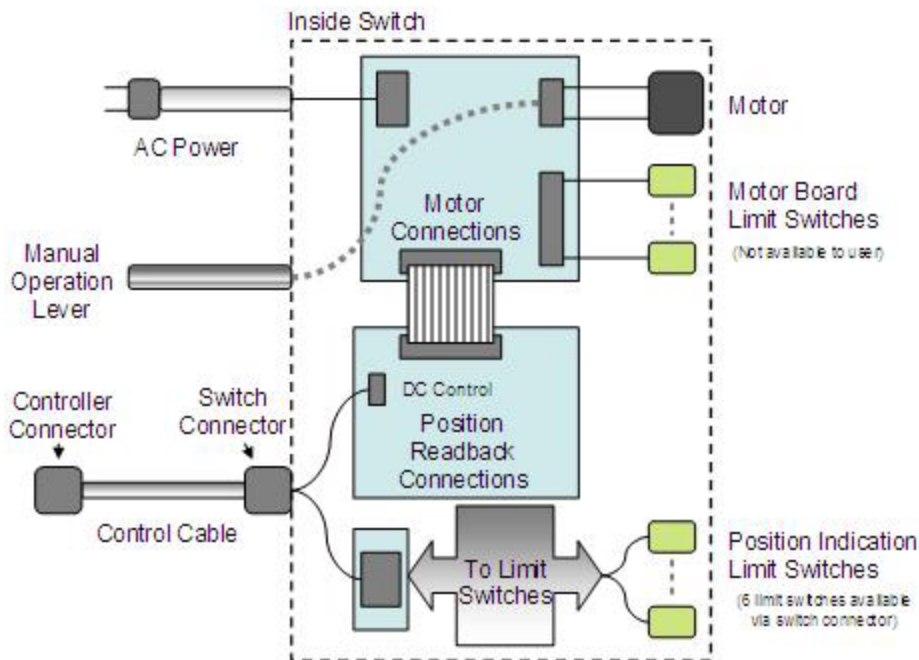 Inside Switch
AC Power
Motor
Motor
Connections
Motor Board
Limit Switches
(Not available to user)
Manual
Operation
Lever
DC Control
Position
Readback
Connections
Controller
Connector
Switch
Connector
Control Cable
To Limit
Switches
Position Indication
Limit Switches
(6 limit switches available
via switch connector)